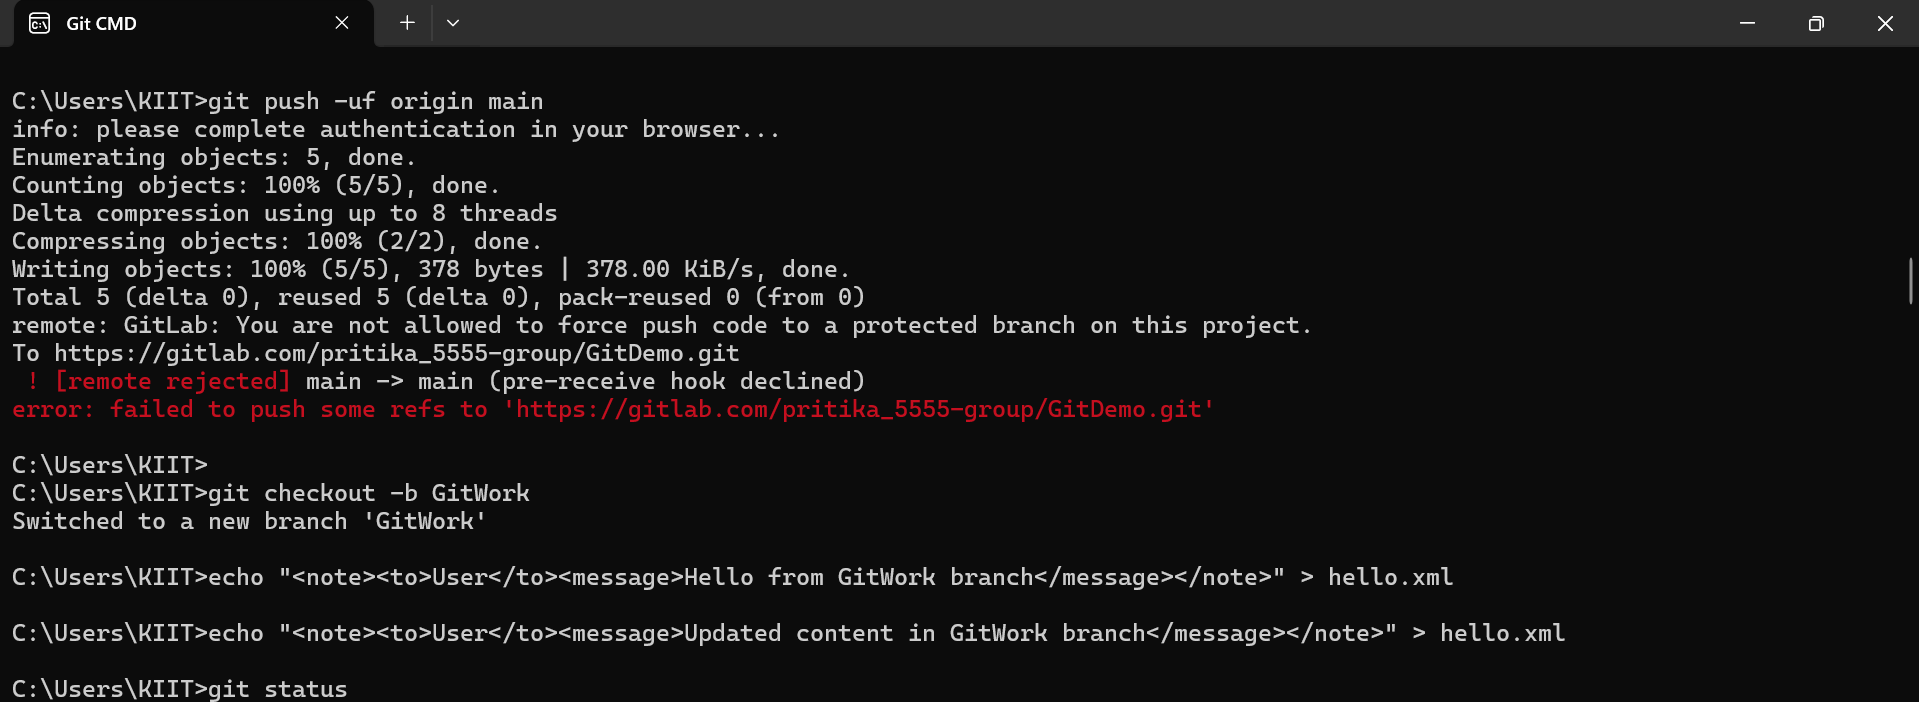 Git CMD
C:\Users\KIIT>git push -uf origin main
info: please complete authentication in your browser...
Enumerating objects: 5, done.
Counting objects: 100% (5/5), done.
Delta compression using up to 8 threads
Compressing objects: 100% (2/2), done.
Writing objects: 100% (5/5), 378 bytes | 378.00 KiB/s, done.
Total 5 (delta 0), reused 5 (delta 0), pack-reused 0 (from 0)
remote: GitLab: You are not allowed to force push code to a protected branch on this project.
To https://gitlab.com/pritika_5555-group/GitDemo.git
 ! [remote rejected] main -> main (pre-receive hook declined)
error: failed to push some refs to 'https://gitlab.com/pritika_5555-group/GitDemo.git'
C:\Users\KIIT>
C:\Users\KIIT>git checkout -b GitWork
Switched to a new branch 'GitWork'
C:\Users\KIIT>echo "<note><to>User</to><message>Hello from GitWork branch</message></note>" > hello.xml
C:\Users\KIIT>echo "<note><to>User</to><message>Updated content in GitWork branch</message></note>" > hello.xml
C:\Users\KIIT>git status